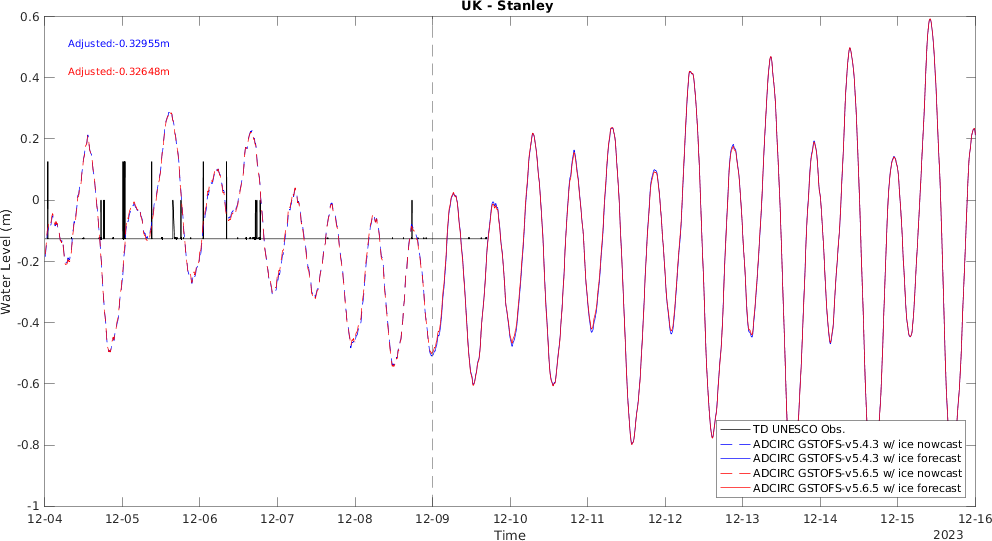 UK - Stanley
Adjusted:-0.32955m
Adjusted:-0.32648m
Water Level (m)
0.6
0.4
0.2
0
-0.2
-0.4
-0.6
-0.8
-1
TD UNESCO Obs.
ADCIRC GSTOFS-v5.4.3 w/ ice nowcast
ADCIRC GSTOFS-v5.4.3 w/ ice forecast
ADCIRC GSTOFS-v5.6.5 w/ ice nowcast
ADCIRC GSTOFS-v5.6.5 w/ ice forecast
12-04 12-05 12-06 12-07 12-08 12-09 12-10 12-11 12-12 12-13 12-14 12-15 12-16
Time
2023